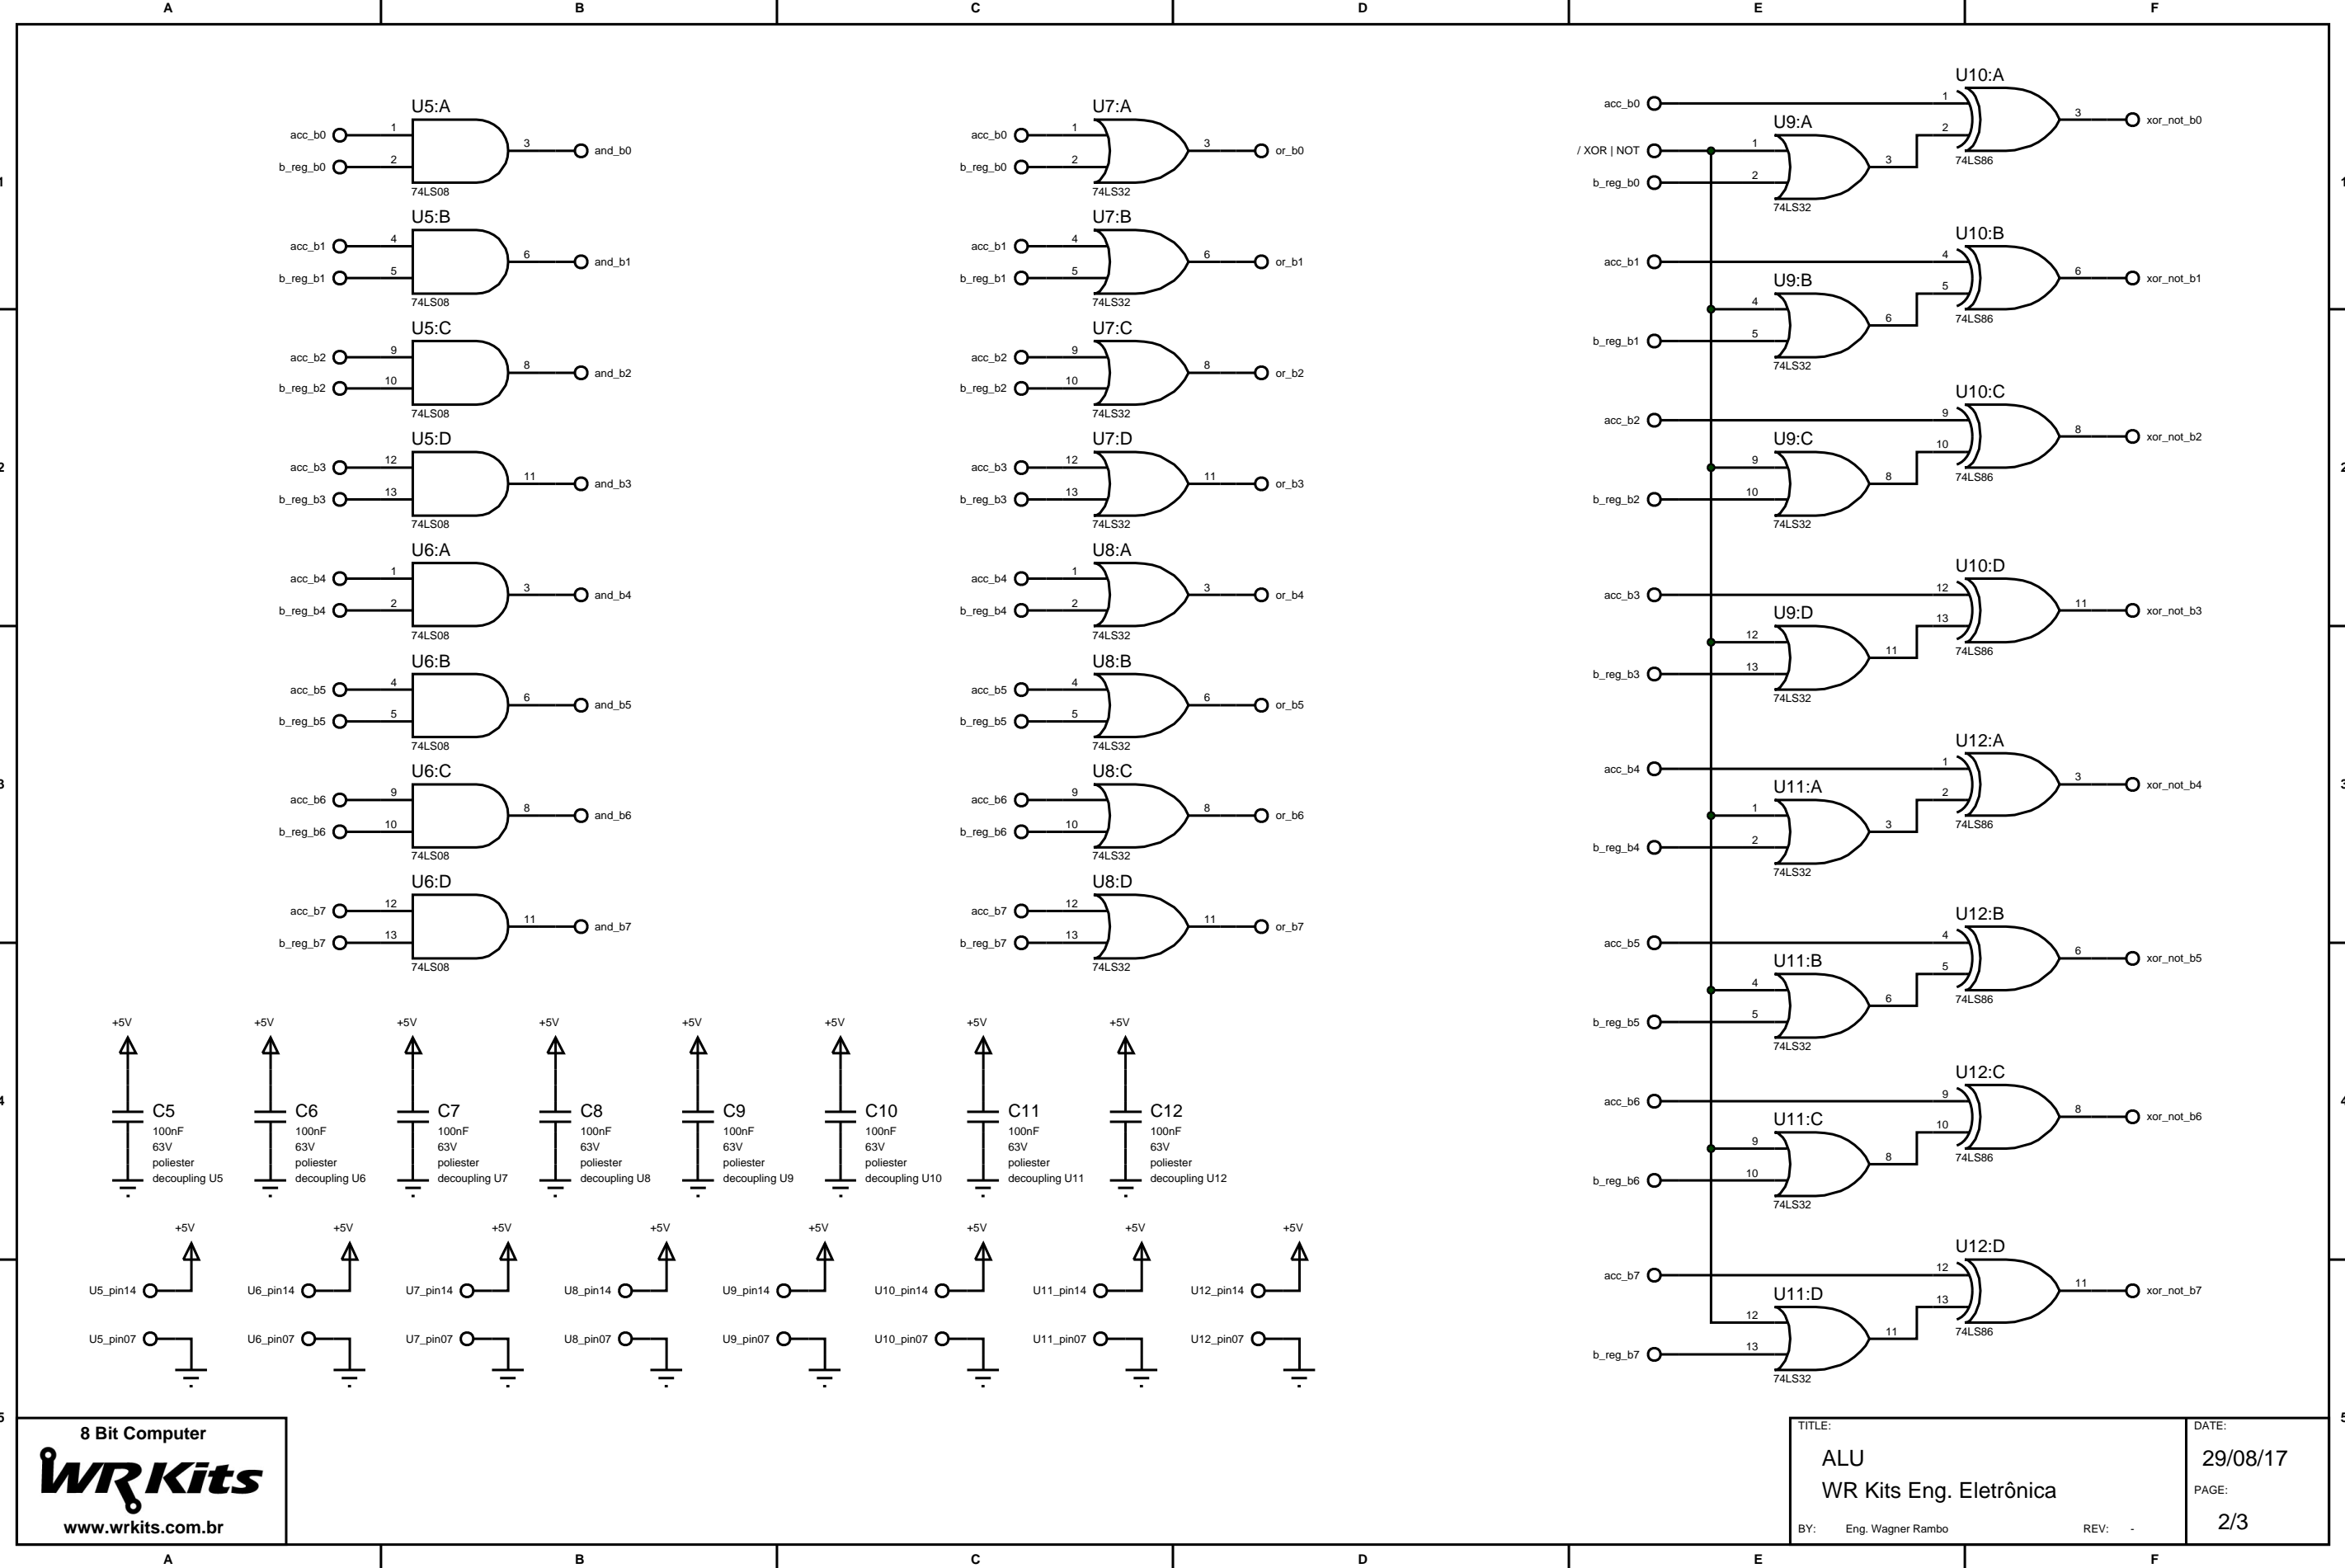 A B C D E F
U5:A
acc_b0 1
b_reg_b0 2
3 and_b0
74LS08
U5:B
acc_b1 4
b_reg_b1 5
6 and_b1
74LS08
U5:C
acc_b2 9
b_reg_b2 10
8 and_b2
74LS08
U5:D
acc_b3 12
b_reg_b3 13
11 and_b3
74LS08
U6:A
acc_b4 1
b_reg_b4 2
3 and_b4
74LS08
U6:B
acc_b5 4
b_reg_b5 5
6 and_b5
74LS08
U6:C
acc_b6 9
b_reg_b6 10
8 and_b6
74LS08
U6:D
acc_b7 12
b_reg_b7 13
11 and_b7
74LS08
U7:A
acc_b0 1
b_reg_b0 2
3 or_b0
74LS32
U7:B
acc_b1 4
b_reg_b1 5
6 or_b1
74LS32
U7:C
acc_b2 9
b_reg_b2 10
8 or_b2
74LS32
U7:D
acc_b3 12
b_reg_b3 13
11 or_b3
74LS32
U8:A
acc_b4 1
b_reg_b4 2
3 or_b4
74LS32
U8:B
acc_b5 4
b_reg_b5 5
6 or_b5
74LS32
U8:C
acc_b6 9
b_reg_b6 10
8 or_b6
74LS32
U8:D
acc_b7 12
b_reg_b7 13
11 or_b7
74LS32
U10:A
acc_b0 1
2
3 xor_not_b0
74LS86
U9:A
/ XOR | NOT 1
b_reg_b0 2
3
74LS32
U10:B
acc_b1 4
5
6 xor_not_b1
74LS86
U9:B
4
b_reg_b1 5
6
74LS32
U10:C
acc_b2 9
10
8 xor_not_b2
74LS86
U9:C
9
b_reg_b2 10
8
74LS32
U10:D
acc_b3 12
13
11 xor_not_b3
74LS86
U9:D
12
b_reg_b3 13
11
74LS32
U12:A
acc_b4 1
2
3 xor_not_b4
74LS86
U11:A
1
b_reg_b4 2
3
74LS32
U12:B
acc_b5 4
5
6 xor_not_b5
74LS86
U11:B
4
b_reg_b5 5
6
74LS32
U12:C
acc_b6 9
10
8 xor_not_b6
74LS86
U11:C
9
b_reg_b6 10
8
74LS32
U12:D
acc_b7 12
13
11 xor_not_b7
74LS86
U11:D
12
b_reg_b7 13
11
74LS32
+5V +5V +5V +5V +5V +5V +5V +5V
C5 C6 C7 C8 C9 C10 C11 C12
100nF 100nF 100nF 100nF 100nF 100nF 100nF 100nF
63V 63V 63V 63V 63V 63V 63V 63V
poliester poliester poliester poliester poliester poliester poliester poliester
decoupling U5 decoupling U6 decoupling U7 decoupling U8 decoupling U9 decoupling U10 decoupling U11 decoupling U12
+5V +5V +5V +5V +5V +5V +5V +5V
U5_pin14 U6_pin14 U7_pin14 U8_pin14 U9_pin14 U10_pin14 U11_pin14 U12_pin14
U5_pin07 U6_pin07 U7_pin07 U8_pin07 U9_pin07 U10_pin07 U11_pin07 U12_pin07
8 Bit Computer
WR Kits
www.wrkits.com.br
TITLE:
ALU
WR Kits Eng. Eletrônica
BY: Eng. Wagner Rambo REV: -
DATE:
29/08/17
PAGE:
2/3
A B C D E F